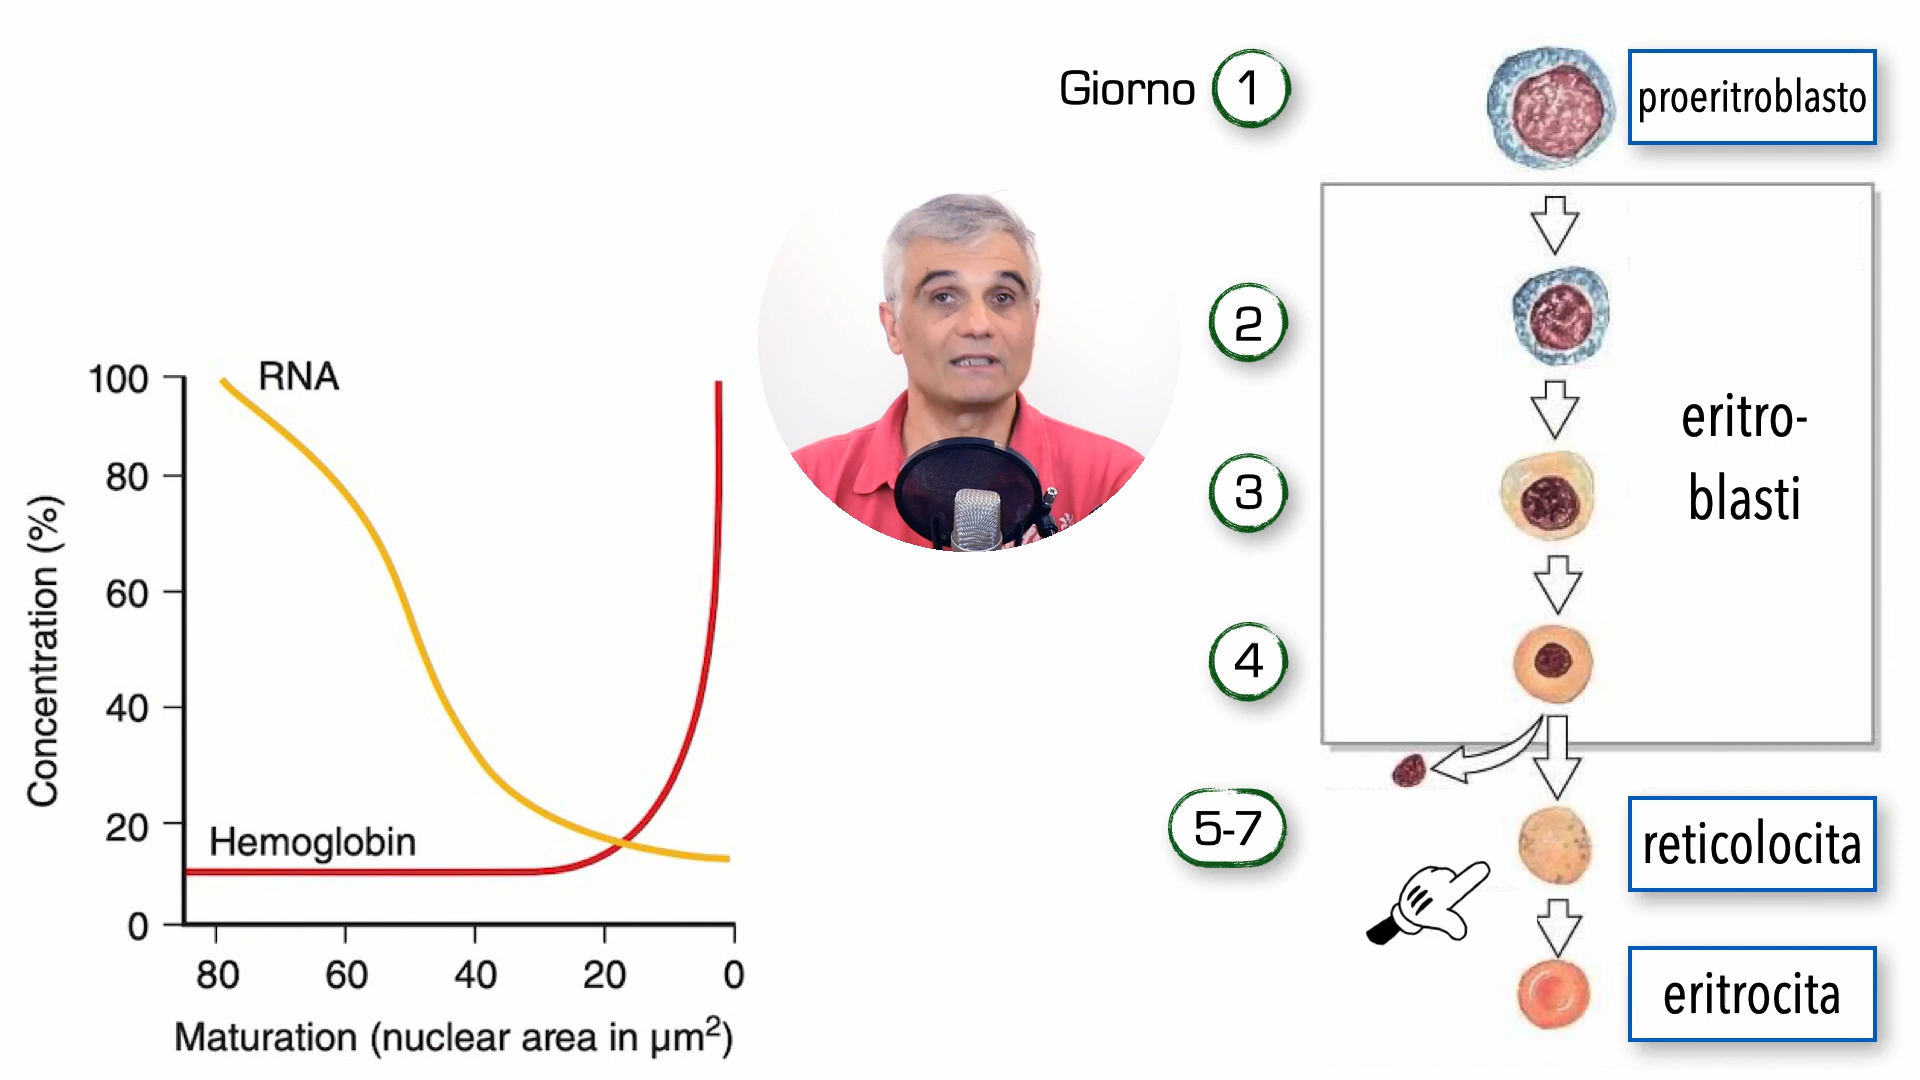 Giorno 1
proeritroblasto
2
3
4
5-7
eritro-
blasti
reticolocita
eritrocita
RNA
Hemoglobin
Concentration (%)
100
80
60
40
20
0
80 60 40 20 0
Maturation (nuclear area in µm²)